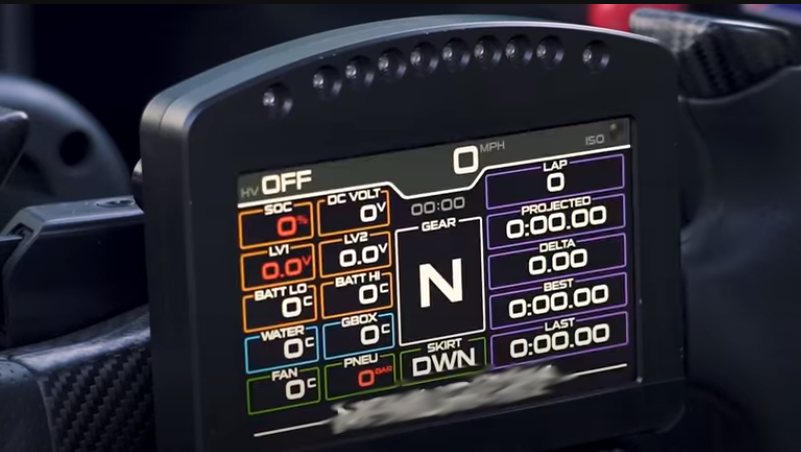 HV OFF
0 MPH
ISO
SOC
0%
DC VOLT
0V
00:00
LAP
0
LV1
0.0V
LV2
0.0V
GEAR
N
PROJECTED
0:00.00
BATT LO
0C
BATT HI
0C
DELTA
0.00
WATER
0C
GBOX
0C
BEST
0:00.00
FAN
0C
PNEU
0 BAR
SKIRT
DWN
LAST
0:00.00